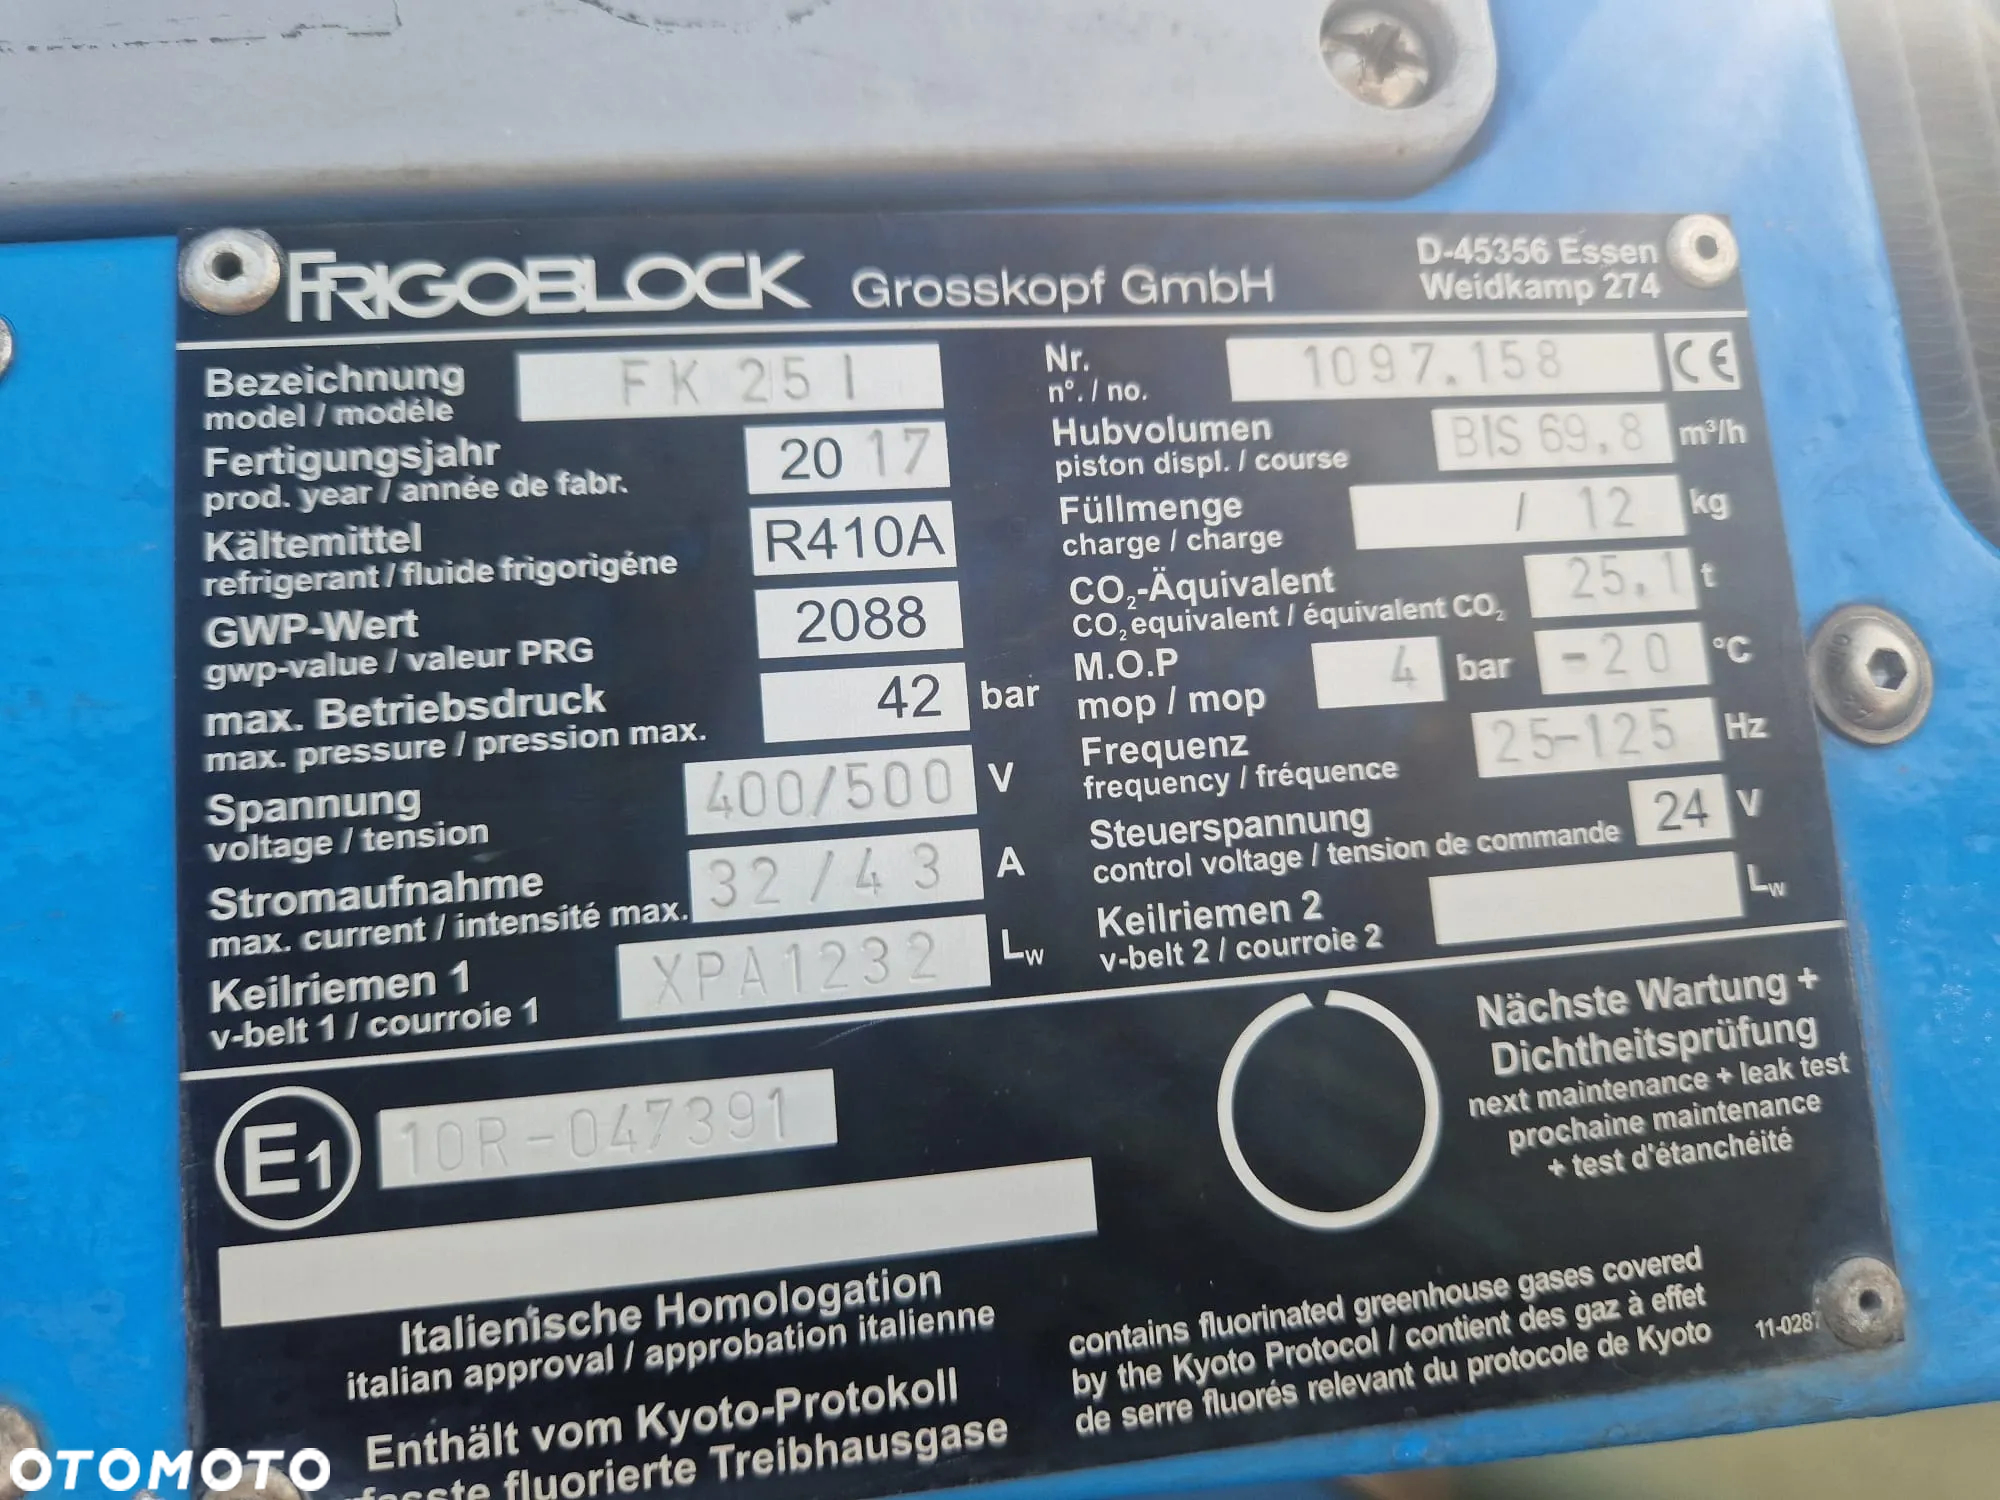 FRIGOBLOCK Grosskopf GmbH
D-45356 Essen
Weidkamp 274
Bezeichnung FK 25 I
model / modéle
Fertigungsjahr 20 17
prod. year / année de fabr.
Kältemittel R410A
refrigerant / fluide frigorigéne
GWP-Wert 2088
gwp-value / valeur PRG
max. Betriebsdruck 42 bar
max. pressure / pression max.
Spannung 400/500 V
voltage / tension
Stromaufnahme 32/43 A
max. current / intensité max.
Keilriemen 1 XPA1232 Lw
v-belt 1 / courroie 1
Nr. 1097.158 CE
n°. / no.
Hubvolumen BIS 69,8 m³/h
piston displ. / course
Füllmenge / 12 kg
charge / charge
CO₂-Äquivalent 25,1 t
CO₂ equivalent / équivalent CO₂
M.O.P 4 bar -20 °C
mop / mop
Frequenz 25-125 Hz
frequency / fréquence
Steuerspannung 24 V
control voltage / tension de commande
Keilriemen 2 Lw
v-belt 2 / courroie 2
E1 10R-047391
Italienische Homologation
italian approval / approbation italienne
Enthält vom Kyoto-Protokoll
fluorierte Treibhausgase
Nächste Wartung +
Dichtheitsprüfung
next maintenance + leak test
prochaine maintenance
+ test d'étanchéité
contains fluorinated greenhouse gases covered
by the Kyoto Protocol / contient des gaz à effet
de serre fluorés relevant du protocole de Kyoto
OTOMOTO